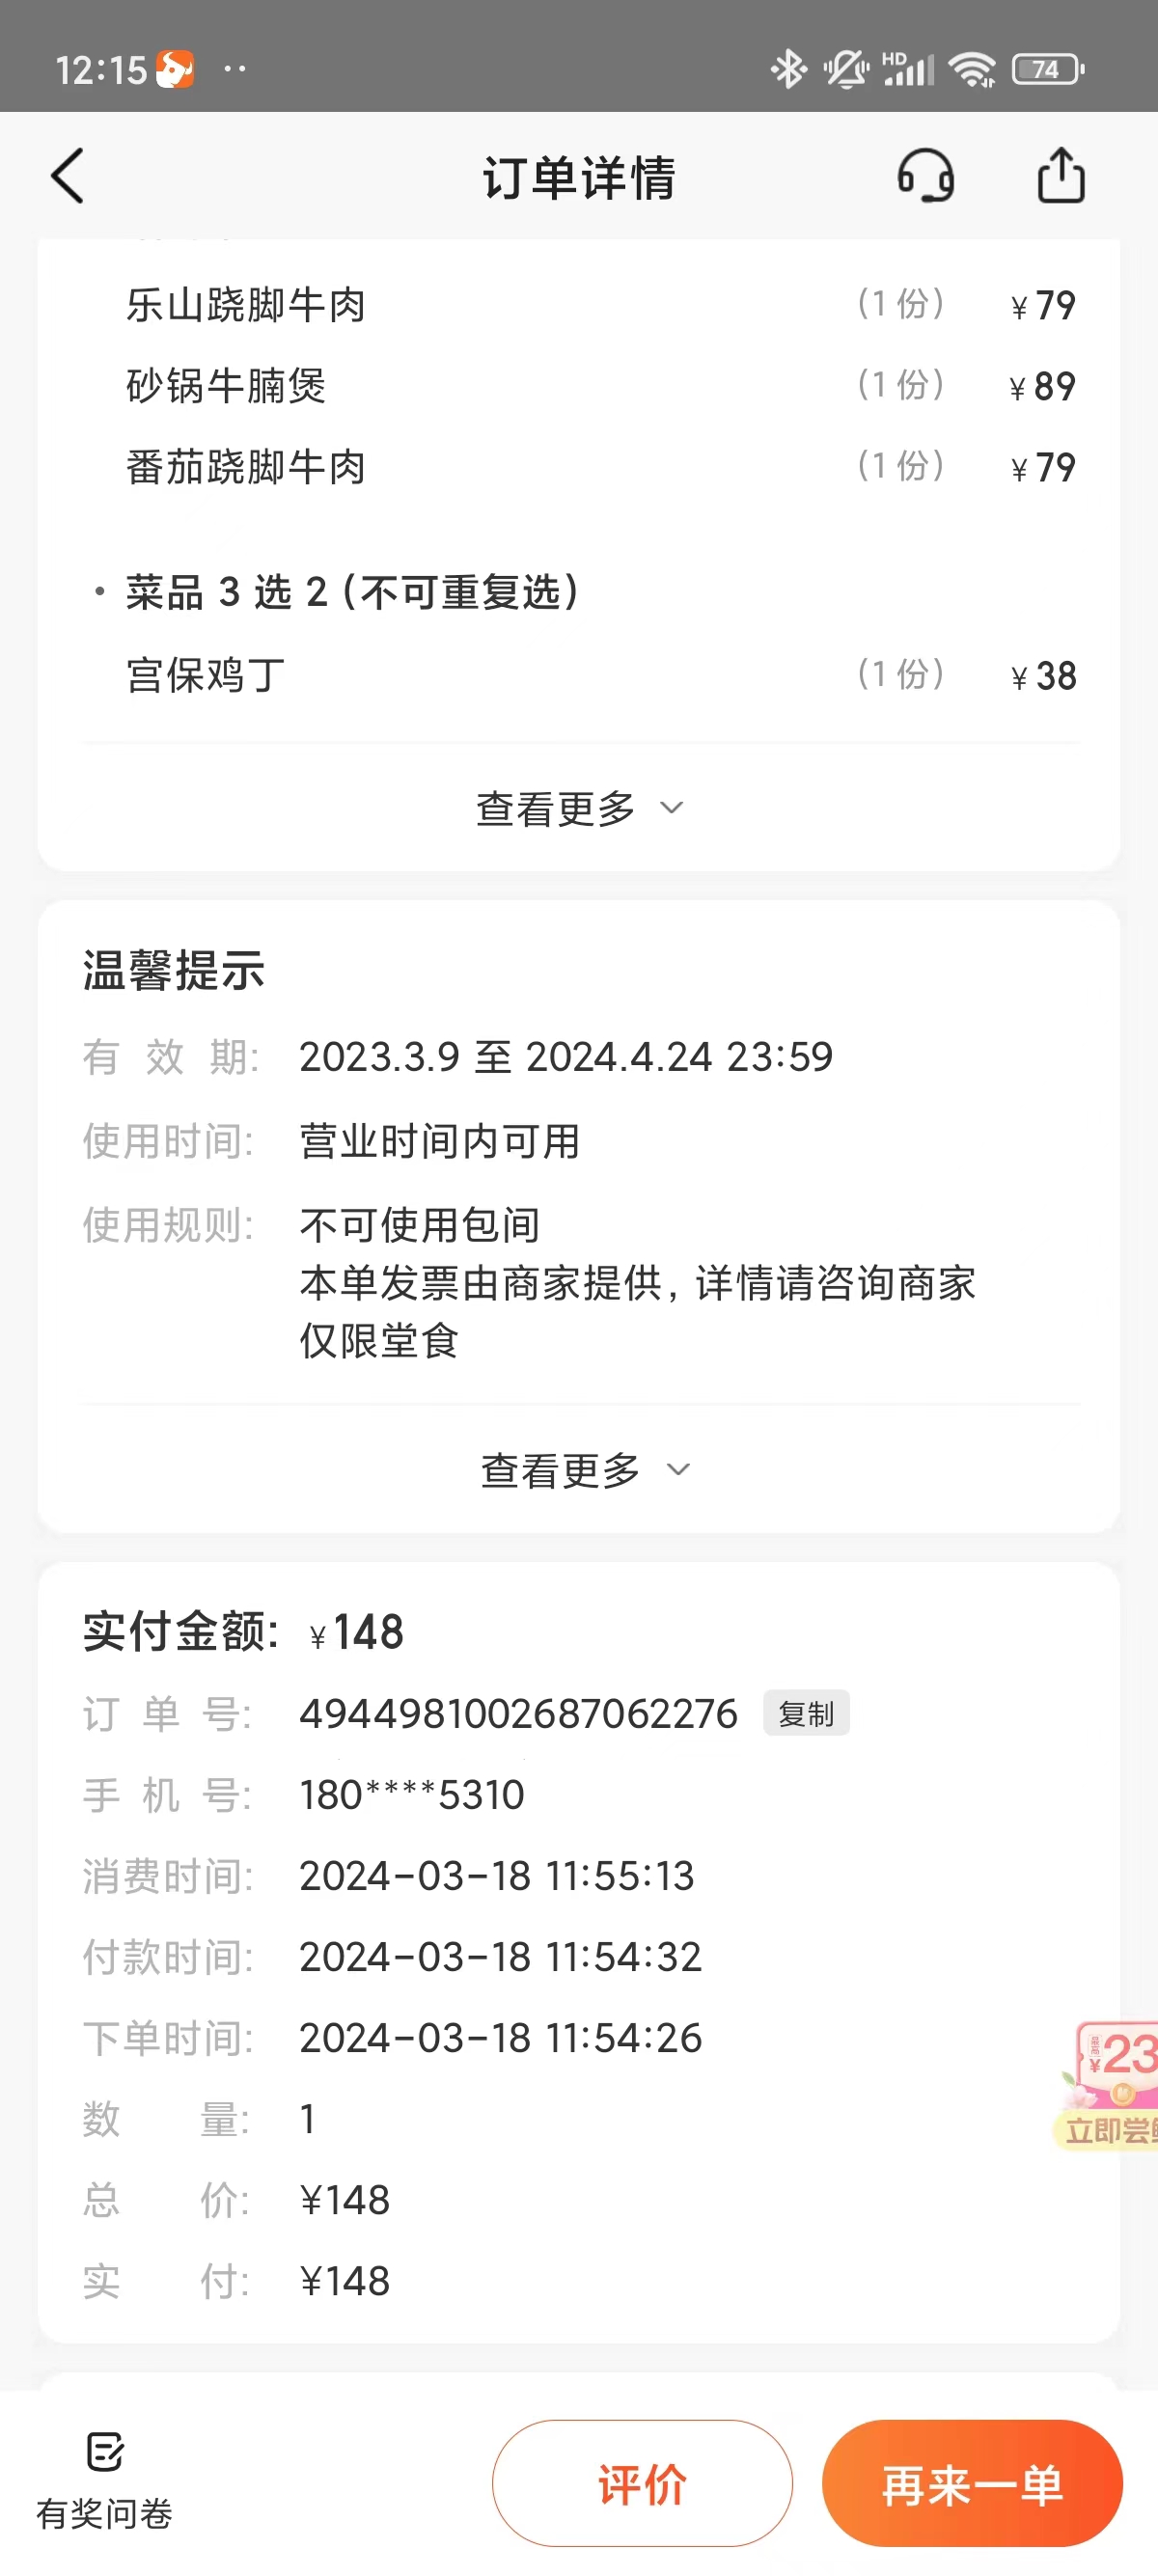 12:15
HD
74
订单详情
乐山跷脚牛肉 (1 份) ¥79
砂锅牛腩煲 (1 份) ¥89
番茄跷脚牛肉 (1 份) ¥79
· 菜品 3 选 2 (不可重复选)
宫保鸡丁 (1 份) ¥38
查看更多
温馨提示
有效期: 2023.3.9 至 2024.4.24 23:59
使用时间: 营业时间内可用
使用规则: 不可使用包间
本单发票由商家提供, 详情请咨询商家
仅限堂食
查看更多
实付金额: ¥148
订单号: 4944981002687062276 复制
手机号: 180****5310
消费时间: 2024-03-18 11:55:13
付款时间: 2024-03-18 11:54:32
下单时间: 2024-03-18 11:54:26
最高 ¥23
数量: 1
立即尝
总价: ¥148
实付: ¥148
有奖问卷
评价
再来一单